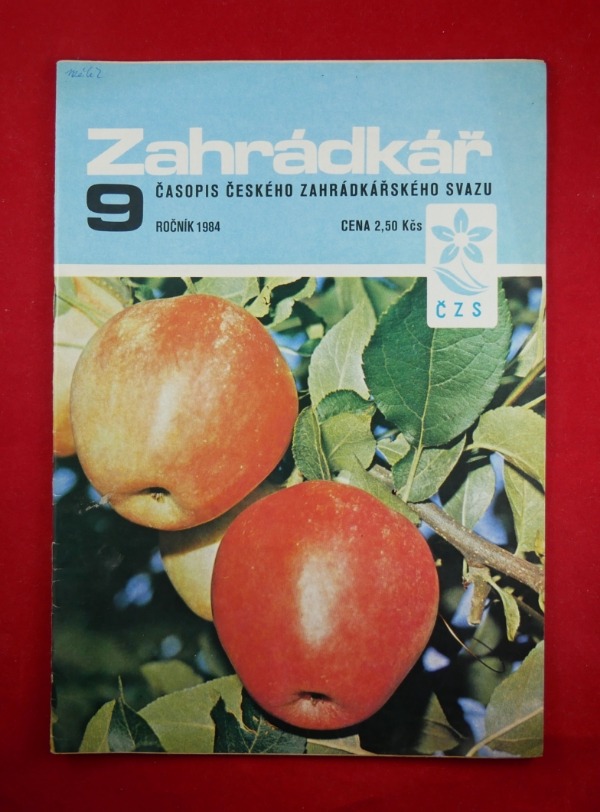 Zahrádkář
9
ČASOPIS ČESKÉHO ZAHRÁDKÁŘSKÉHO SVAZU
ROČNÍK 1984
CENA 2,50 Kčs
ČZS